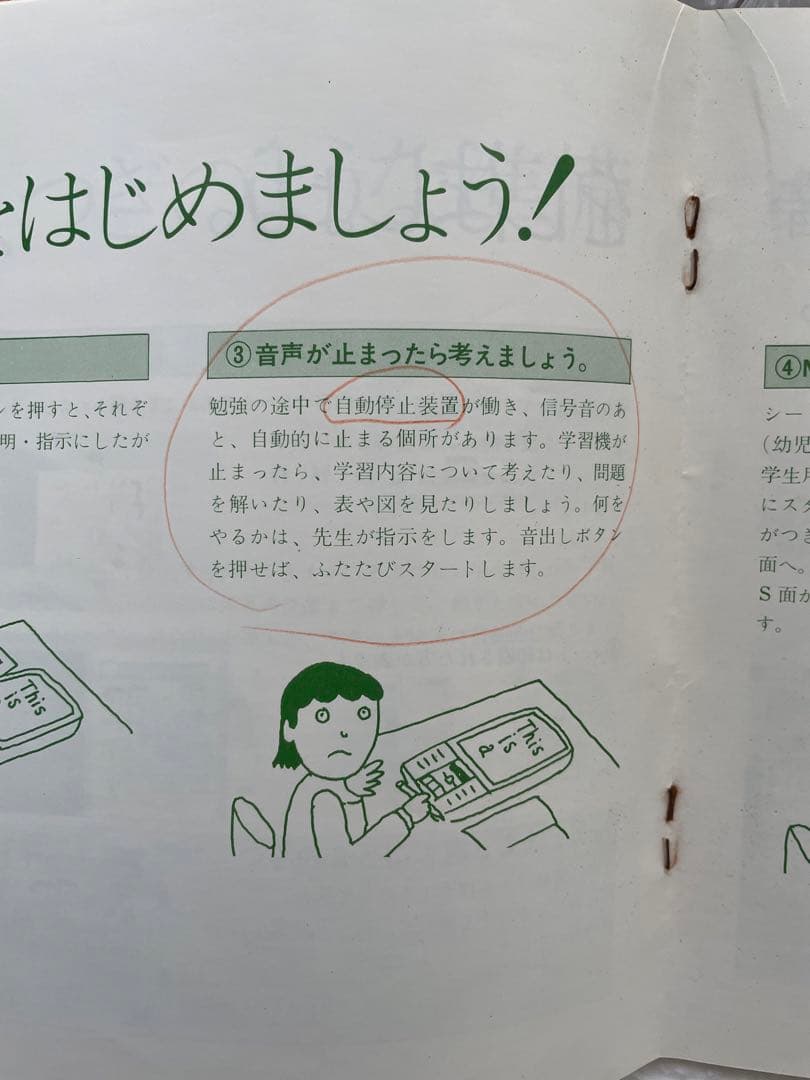 をはじめましょう!
ンを押すと、それぞ
明・指示にしたが
③音声が止まったら考えましょう。
勉強の途中で自動停止装置が働き、信号音のあ
と、自動的に止まる個所があります。学習機が
止まったら、学習内容について考えたり、問題
を解いたり、表や図を見たりしましょう。何を
やるかは、先生が指示をします。音出しボタン
を押せば、ふたたびスタートします。
This
is
This
is
a
④N
シー
(幼児
学生用
にスタ
がつき
面へ。
S面が
す。